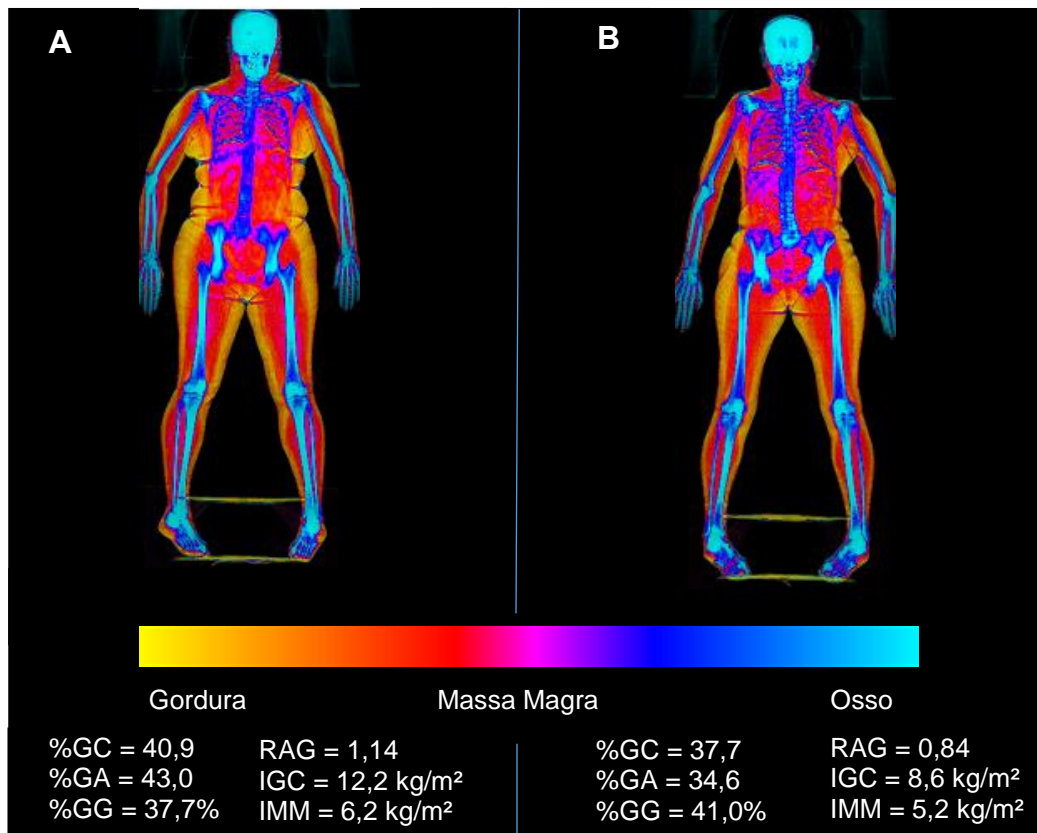 A
B
Gordura Massa Magra Osso
%GC = 40,9 RAG = 1,14
%GA = 43,0 IGC = 12,2 kg/m²
%GG = 37,7% IMM = 6,2 kg/m²
%GC = 37,7 RAG = 0,84
%GA = 34,6 IGC = 8,6 kg/m²
%GG = 41,0% IMM = 5,2 kg/m²